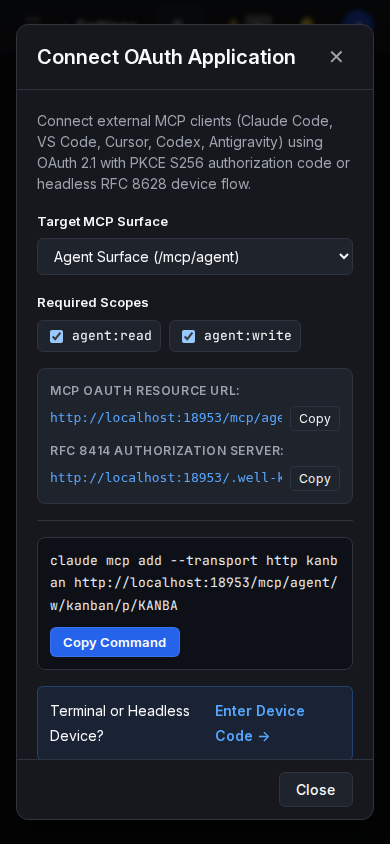 Connect OAuth Application
Connect external MCP clients (Claude Code,
VS Code, Cursor, Codex, Antigravity) using
OAuth 2.1 with PKCE S256 authorization code or
headless RFC 8628 device flow.
Target MCP Surface
Agent Surface (/mcp/agent)
Required Scopes
agent:read agent:write
MCP OAUTH RESOURCE URL:
http://localhost:18953/mcp/age Copy
RFC 8414 AUTHORIZATION SERVER:
http://localhost:18953/.well-k Copy
claude mcp add --transport http kanb
an http://localhost:18953/mcp/agent/
w/kanban/p/KANBA
Copy Command
Terminal or Headless Enter Device
Device? Code →
Close